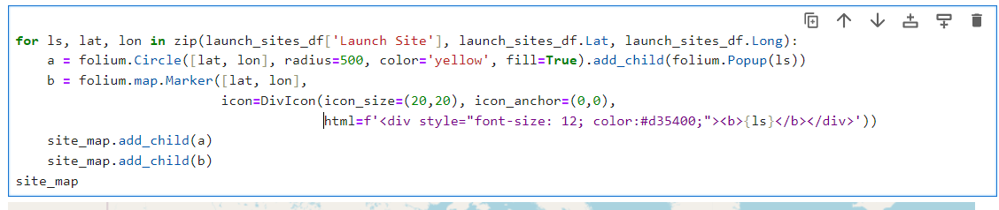 for ls, lat, lon in zip(launch_sites_df['Launch Site'], launch_sites_df.Lat, launch_sites_df.Long):
    a = folium.Circle([lat, lon], radius=500, color='yellow', fill=True).add_child(folium.Popup(ls))
    b = folium.map.Marker([lat, lon],
                          icon=DivIcon(icon_size=(20,20), icon_anchor=(0,0),
                                       html=f'<div style="font-size: 12; color:#d35400;"><b>{ls}</b></div>'))
    site_map.add_child(a)
    site_map.add_child(b)
site_map